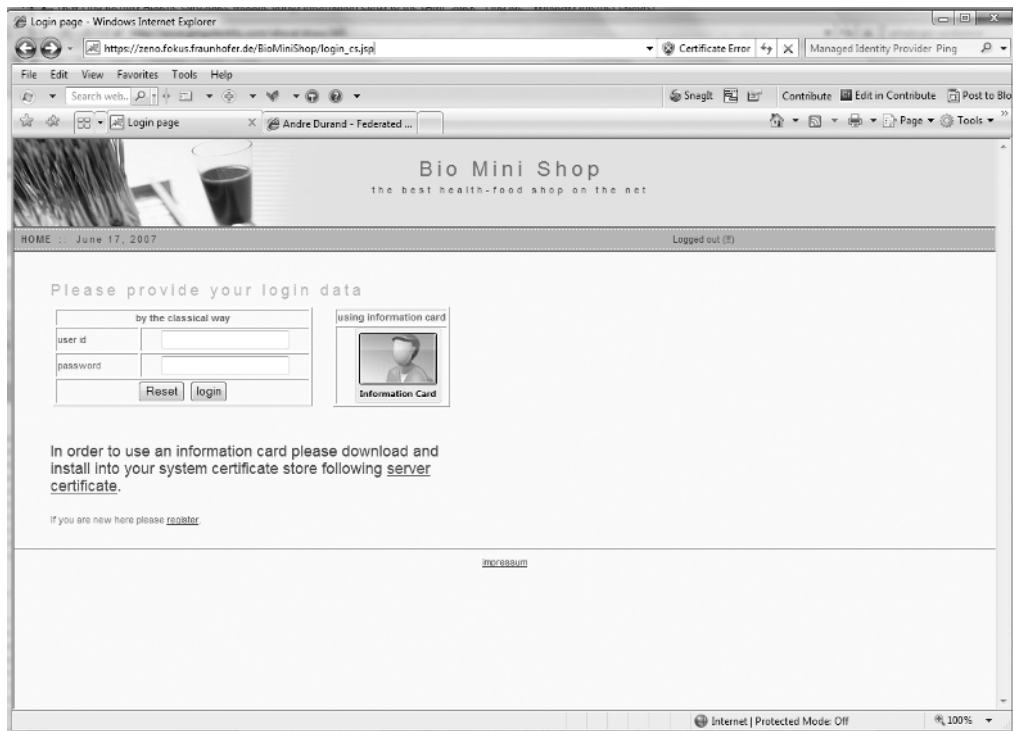 Login page - Windows Internet Explorer
https://zeno.fokus.fraunhofer.de/BioMiniShop/login_cs.jsp
Certificate Error
Managed Identity Provider Ping
File Edit View Favorites Tools Help
Search web..
SnagIt
Contribute Edit in Contribute Post to Blo
Login page
Andre Durand - Federated ...
Page Tools
Bio Mini Shop
the best health-food shop on the net
HOME :: June 17, 2007
Logged out
Please provide your login data
by the classical way
using information card
user id
password
Reset login
Information Card
In order to use an information card please download and
install into your system certificate store following server
certificate.
If you are new here please register.
impressum
Internet | Protected Mode: Off
100%